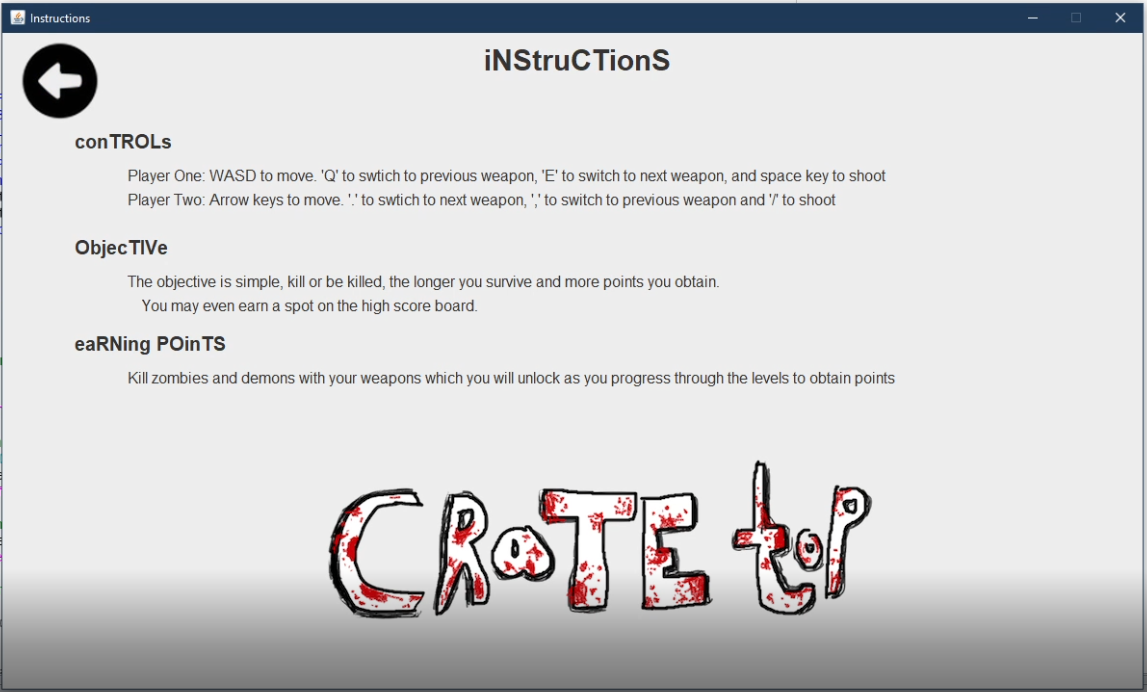 Instructions
iNStruCTionS
conTROLs
Player One: WASD to move. 'Q' to swtich to previous weapon, 'E' to switch to next weapon, and space key to shoot
Player Two: Arrow keys to move. '.' to swtich to next weapon, ',' to switch to previous weapon and '/' to shoot
ObjecTIVe
The objective is simple, kill or be killed, the longer you survive and more points you obtain.
You may even earn a spot on the high score board.
eaRNing POinTS
Kill zombies and demons with your weapons which you will unlock as you progress through the levels to obtain points
CRaTE toP